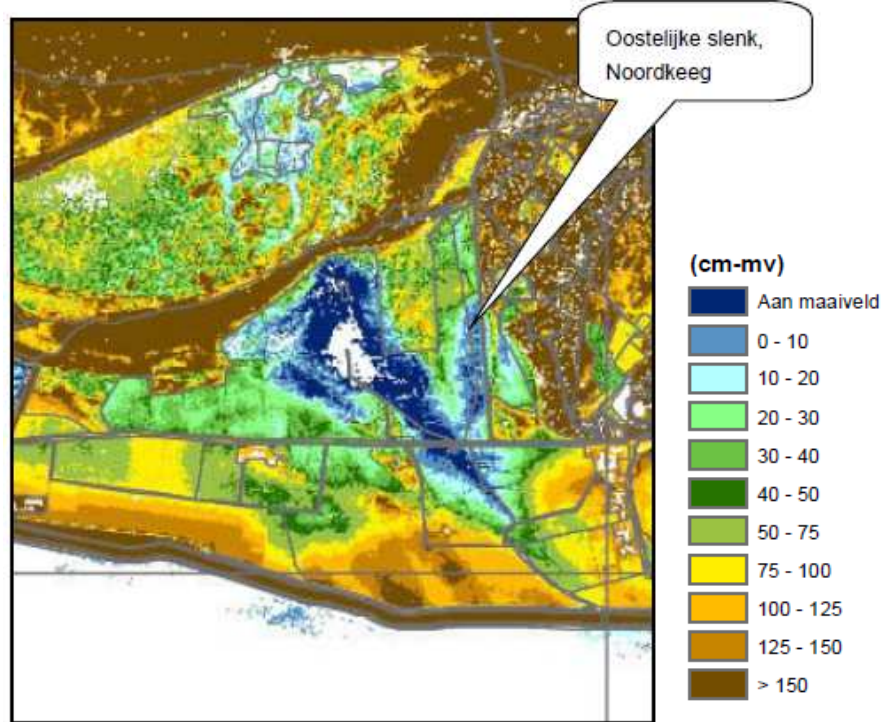 Oostelijke slenk,
Noordkeeg
(cm-mv)
Aan maaiveld
0 - 10
10 - 20
20 - 30
30 - 40
40 - 50
50 - 75
75 - 100
100 - 125
125 - 150
> 150